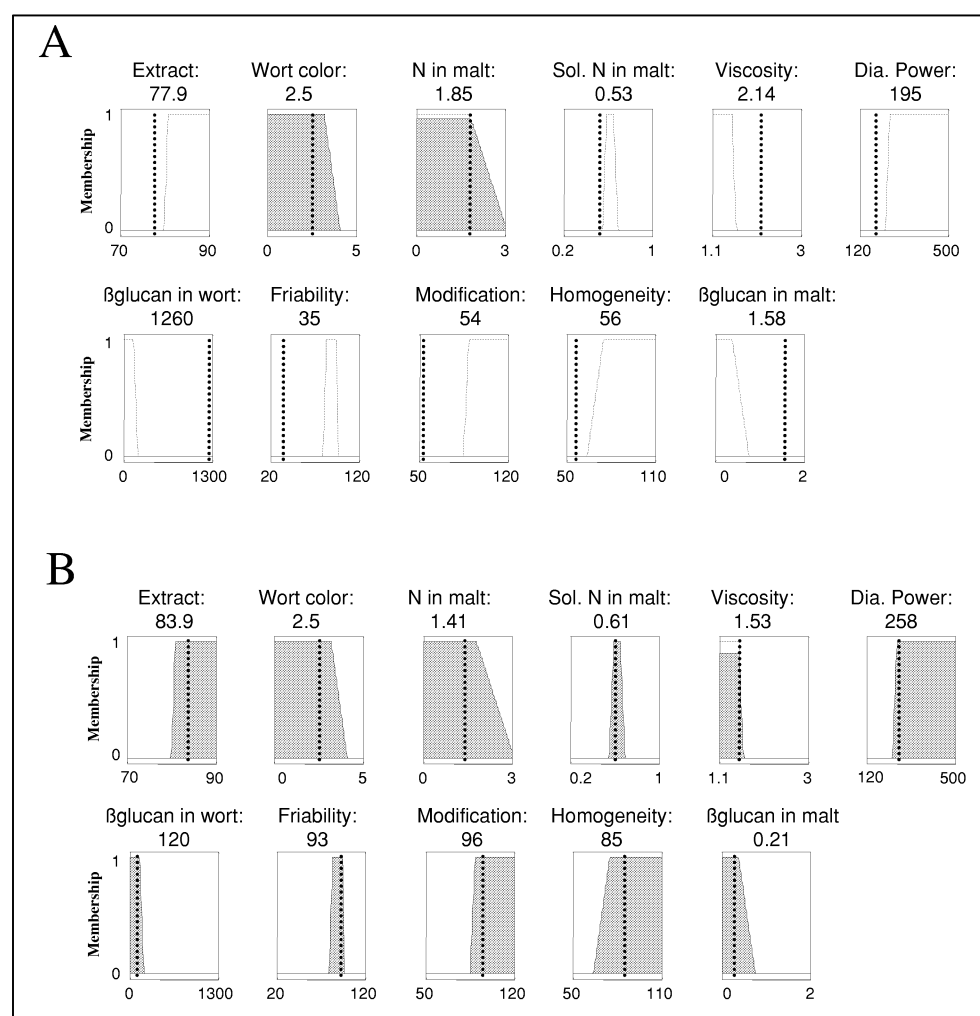 A
Extract: Wort color: N in malt: Sol. N in malt: Viscosity: Dia. Power:
77.9 2.5 1.85 0.53 2.14 195
1
Membership
0
70 90 0 5 0 3 0.2 1 1.1 3 120 500
ßglucan in wort: Friability: Modification: Homogeneity: ßglucan in malt:
1260 35 54 56 1.58
1
Membership
0
0 1300 20 120 50 120 50 110 0 2
B
Extract: Wort color: N in malt: Sol. N in malt: Viscosity: Dia. Power:
83.9 2.5 1.41 0.61 1.53 258
1
Membership
0
70 90 0 5 0 3 0.2 1 1.1 3 120 500
ßglucan in wort: Friability: Modification: Homogeneity: ßglucan in malt
120 93 96 85 0.21
1
Membership
0
0 1300 20 120 50 120 50 110 0 2